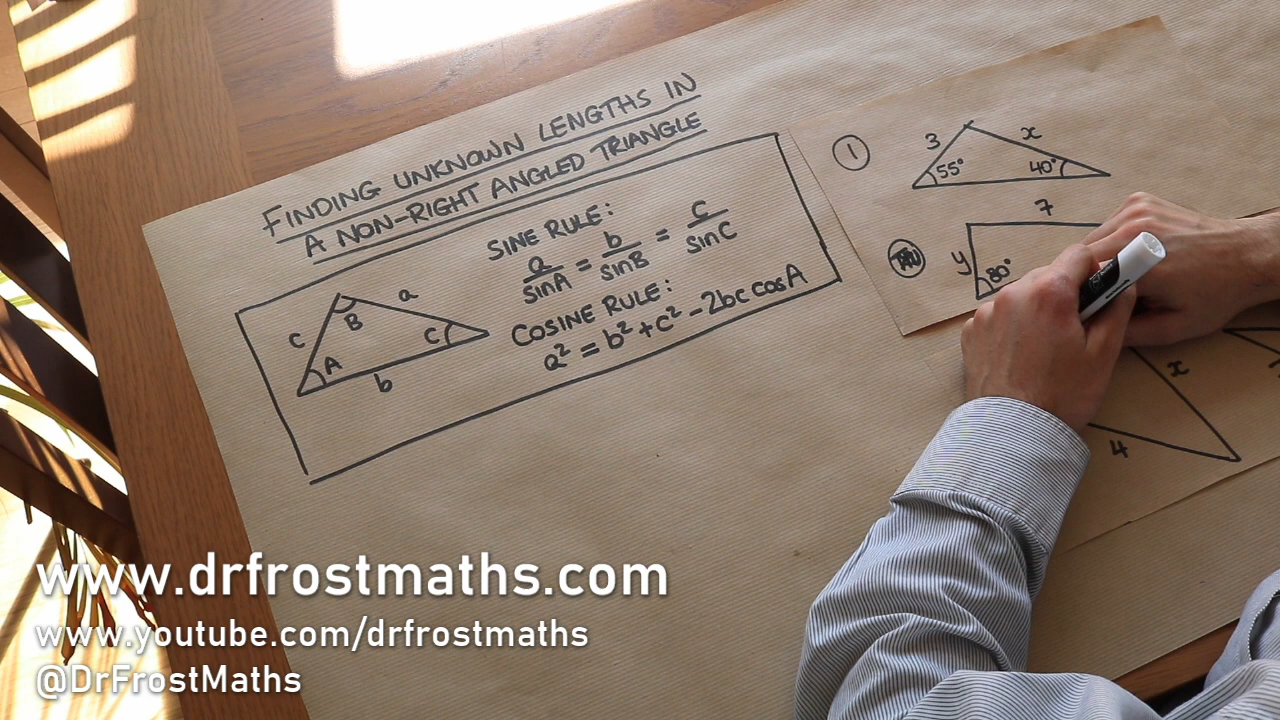 FINDING UNKNOWN LENGTHS IN
A NON-RIGHT ANGLED TRIANGLE
SINE RULE:
a/sinA = b/sinB = c/sinC
COSINE RULE:
a² = b² + c² - 2bc cosA
c
B
a
A
C
b
1
3
x
55°
40°
7
y
80°
x
4
www.drfrostmaths.com
www.youtube.com/drfrostmaths
@DrFrostMaths